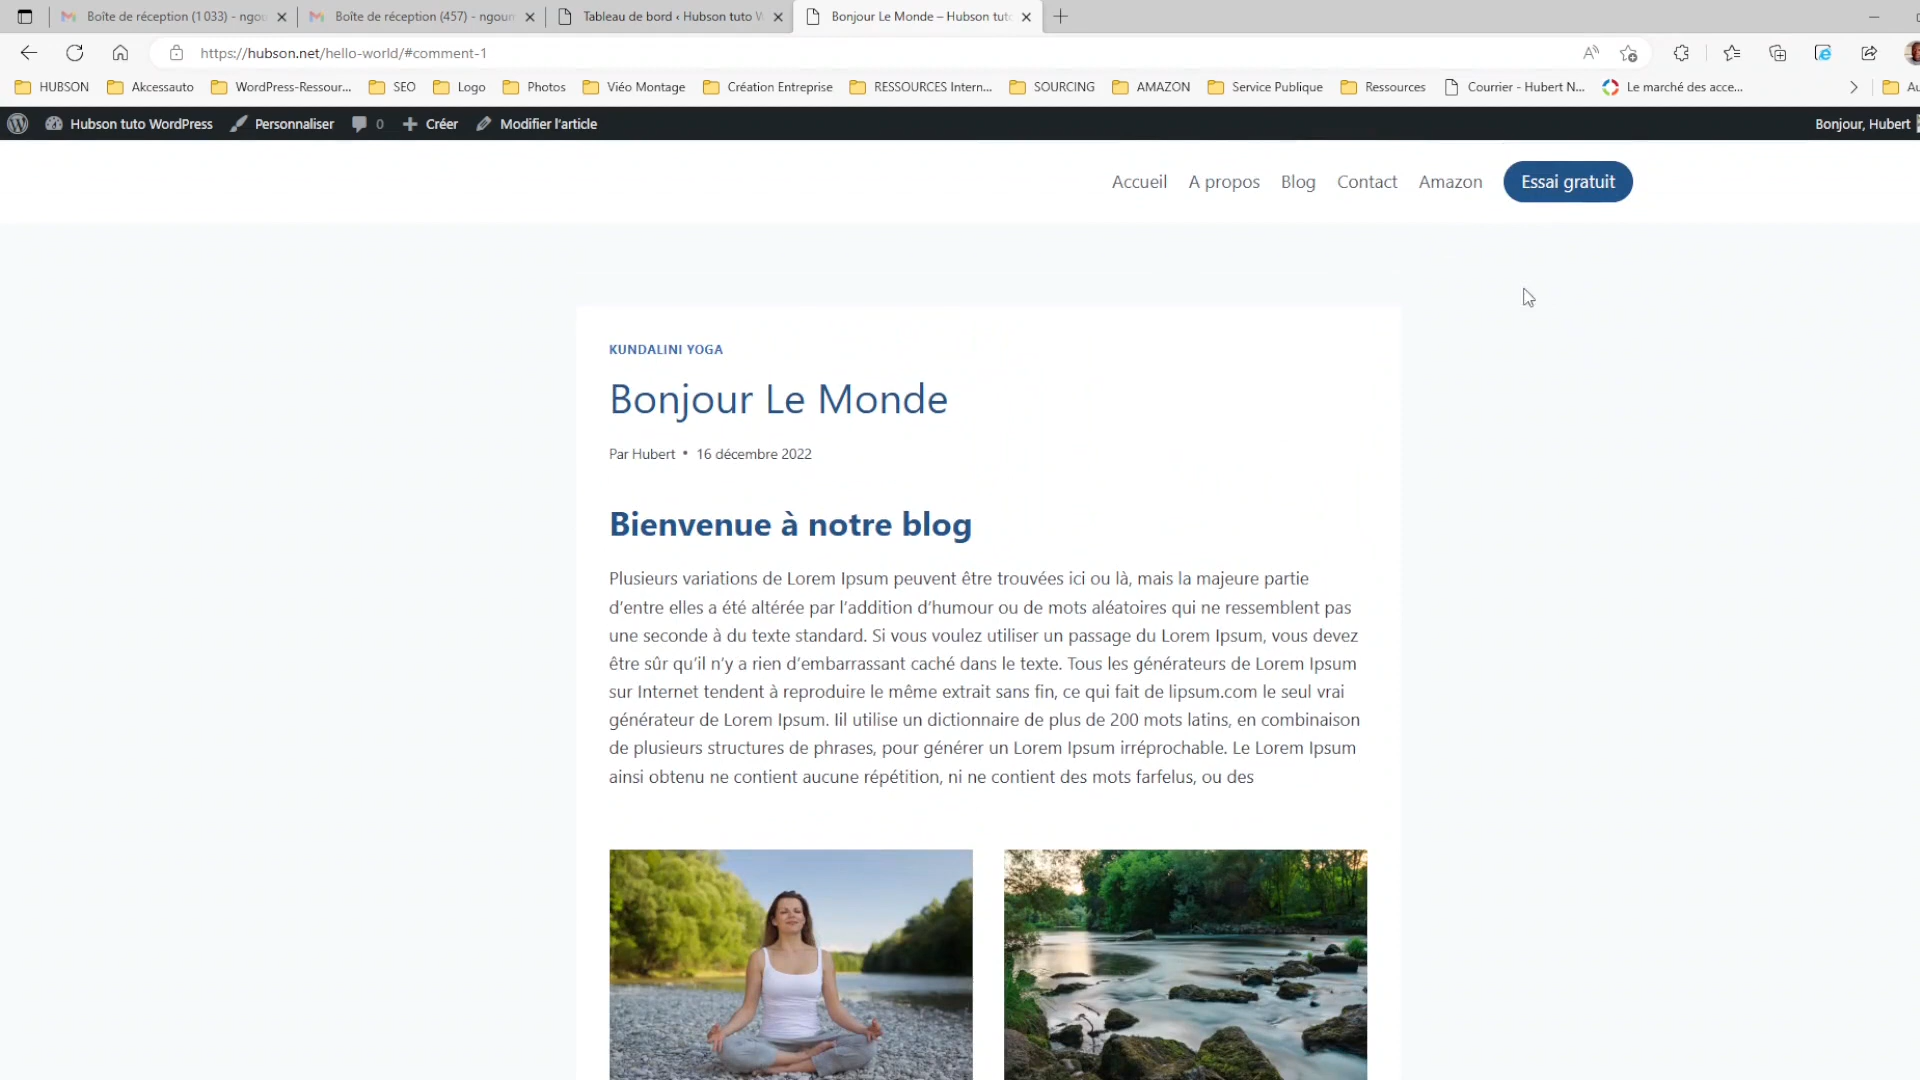 Boîte de réception (1 033) - ngou
Boîte de réception (457) - ngoum
Tableau de bord ‹ Hubson tuto W
Bonjour Le Monde – Hubson tuto
https://hubson.net/hello-world/#comment-1
HUBSON
Akcessauto
WordPress-Ressour...
SEO
Logo
Photos
Viéo Montage
Création Entreprise
RESSOURCES Intern...
SOURCING
AMAZON
Service Publique
Ressources
Courrier - Hubert N...
Le marché des acce...
Au
Hubson tuto WordPress
Personnaliser
0
Créer
Modifier l'article
Bonjour, Hubert
Accueil
A propos
Blog
Contact
Amazon
Essai gratuit
KUNDALINI YOGA
Bonjour Le Monde
Par Hubert • 16 décembre 2022
Bienvenue à notre blog
Plusieurs variations de Lorem Ipsum peuvent être trouvées ici ou là, mais la majeure partie
d'entre elles a été altérée par l'addition d'humour ou de mots aléatoires qui ne ressemblent pas
une seconde à du texte standard. Si vous voulez utiliser un passage du Lorem Ipsum, vous devez
être sûr qu'il n'y a rien d'embarrassant caché dans le texte. Tous les générateurs de Lorem Ipsum
sur Internet tendent à reproduire le même extrait sans fin, ce qui fait de lipsum.com le seul vrai
générateur de Lorem Ipsum. Iil utilise un dictionnaire de plus de 200 mots latins, en combinaison
de plusieurs structures de phrases, pour générer un Lorem Ipsum irréprochable. Le Lorem Ipsum
ainsi obtenu ne contient aucune répétition, ni ne contient des mots farfelus, ou des